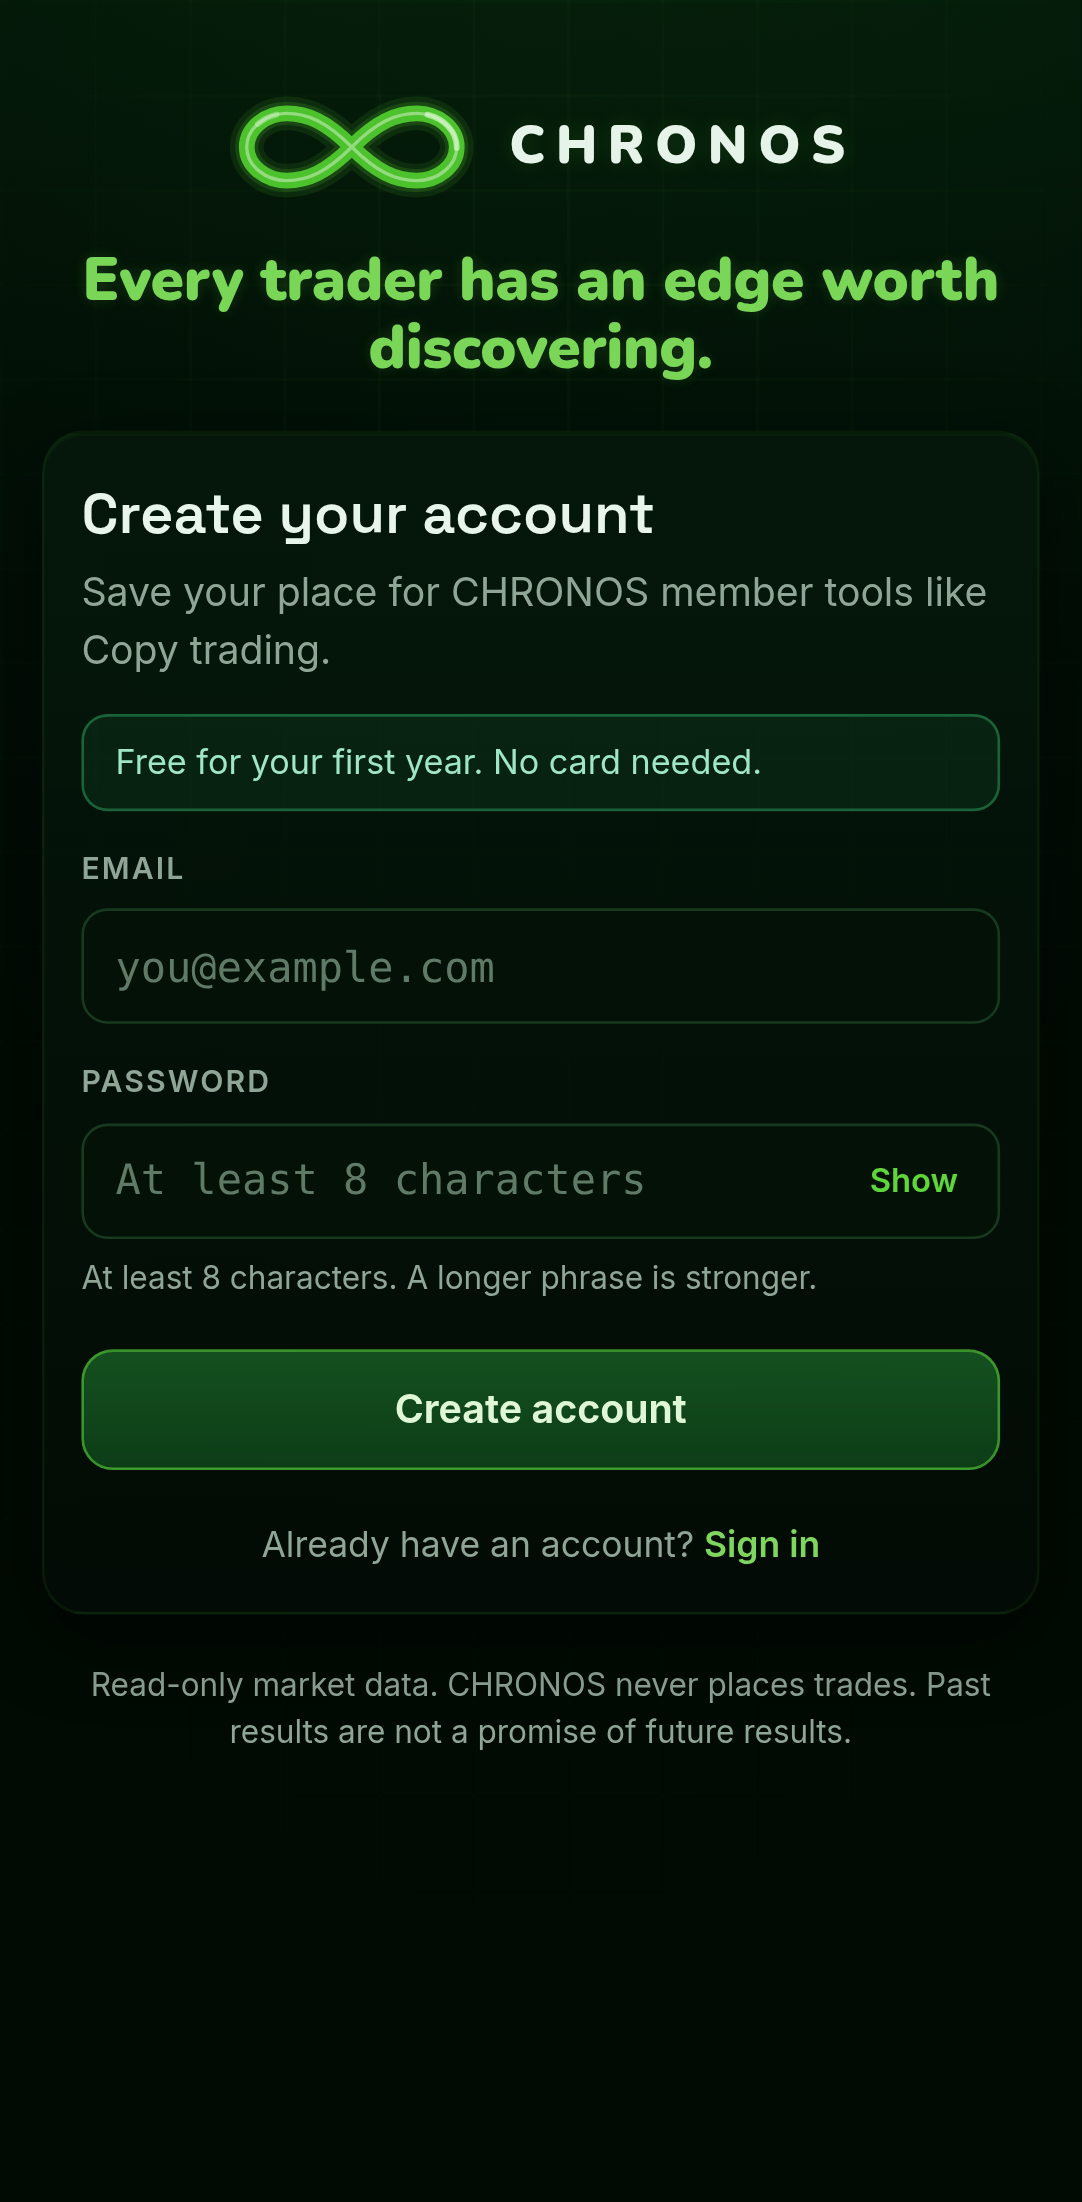 CHRONOS
Every trader has an edge worth
discovering.
Create your account
Save your place for CHRONOS member tools like
Copy trading.
Free for your first year. No card needed.
EMAIL
you@example.com
PASSWORD
At least 8 characters
Show
At least 8 characters. A longer phrase is stronger.
Create account
Already have an account? Sign in
Read-only market data. CHRONOS never places trades. Past
results are not a promise of future results.